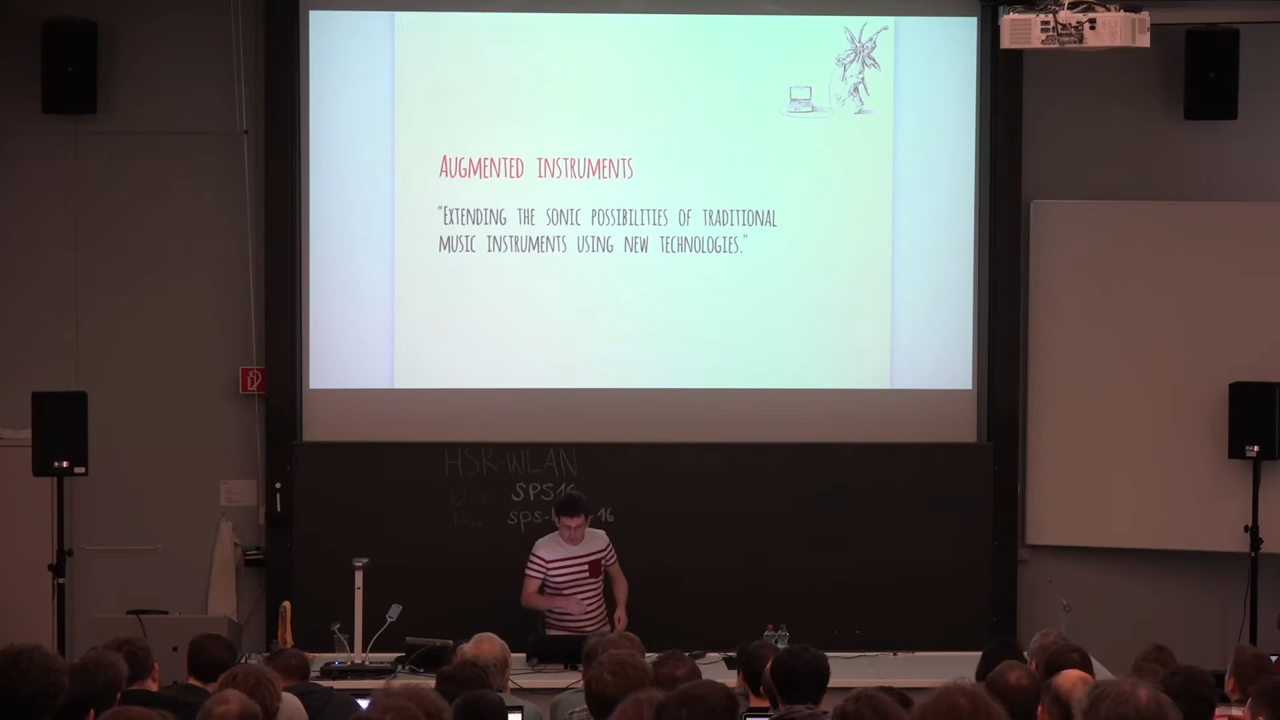 AUGMENTED INSTRUMENTS
"EXTENDING THE SONIC POSSIBILITIES OF TRADITIONAL
MUSIC INSTRUMENTS USING NEW TECHNOLOGIES."
HSR-WLAN
SPS16